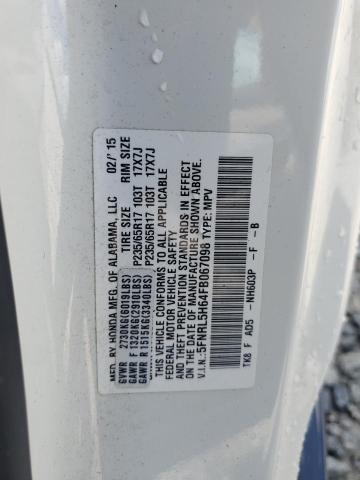 MFD. BY HONDA MFG. OF ALABAMA, LLC 02/'15
GVWR 2730KG(6019LBS) TIRE SIZE RIM SIZE
GAWR F 1320KG(2910LBS) P235/65R17 103T 17X7J
GAWR R1515KG(3340LBS) P235/65R17 103T 17X7J
THIS VEHICLE CONFORMS TO ALL APPLICABLE
FEDERAL MOTOR VEHICLE SAFETY
THEFT PREVENTION STANDARDS IN EFFECT
ON THE DATE OF MANUFACTURE SHOWN ABOVE.
V.I.N.:5FNRL5H64FB067098 TYPE: MPV
TK8 F AD5 -NH603P -F -B